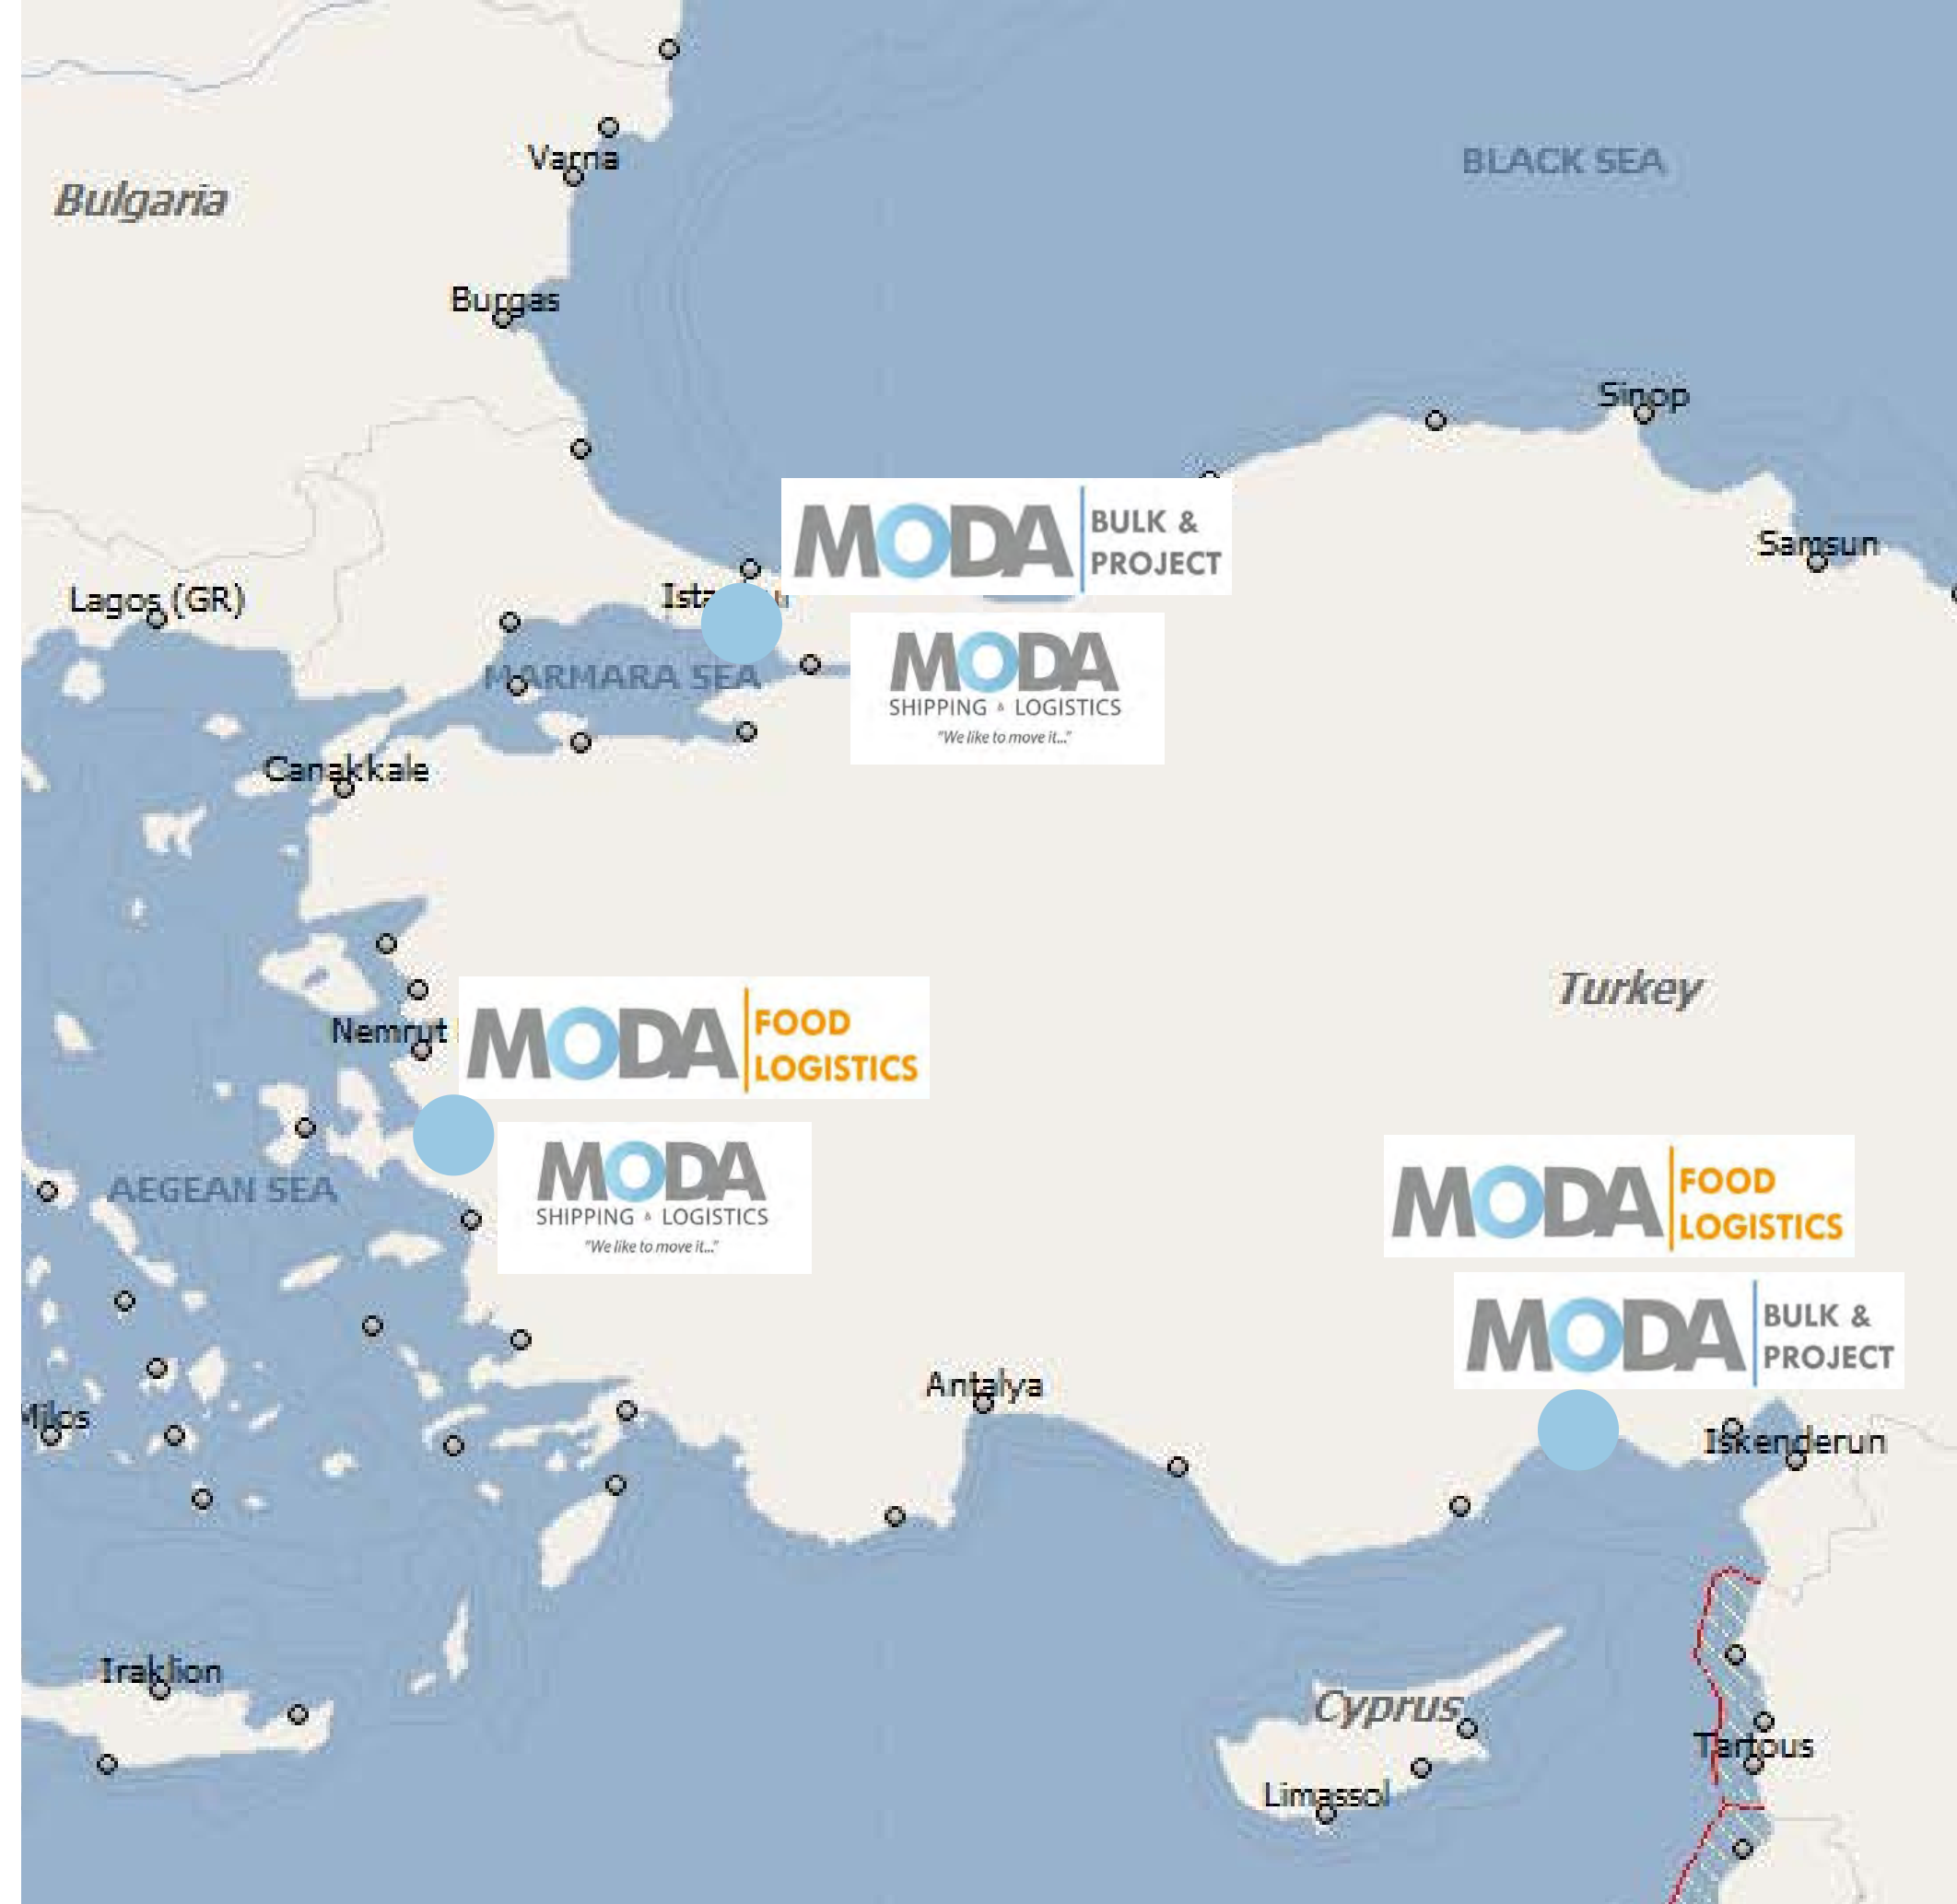 Varna
BLACK SEA
Bulgaria
Burgas
Sinop
MODA
BULK &
PROJECT
Samsun
Lagos (GR)
MODA
SHIPPING & LOGISTICS
"We like to move it..."
MARMARA SEA
Canakkale
Turkey
MODA
FOOD
LOGISTICS
Nemrut
MODA
SHIPPING & LOGISTICS
"We like to move it..."
AEGEAN SEA
MODA
FOOD
LOGISTICS
MODA
BULK &
PROJECT
Antalya
Milos
Iskenderun
Iraklion
Cyprus
Tartous
Limassol